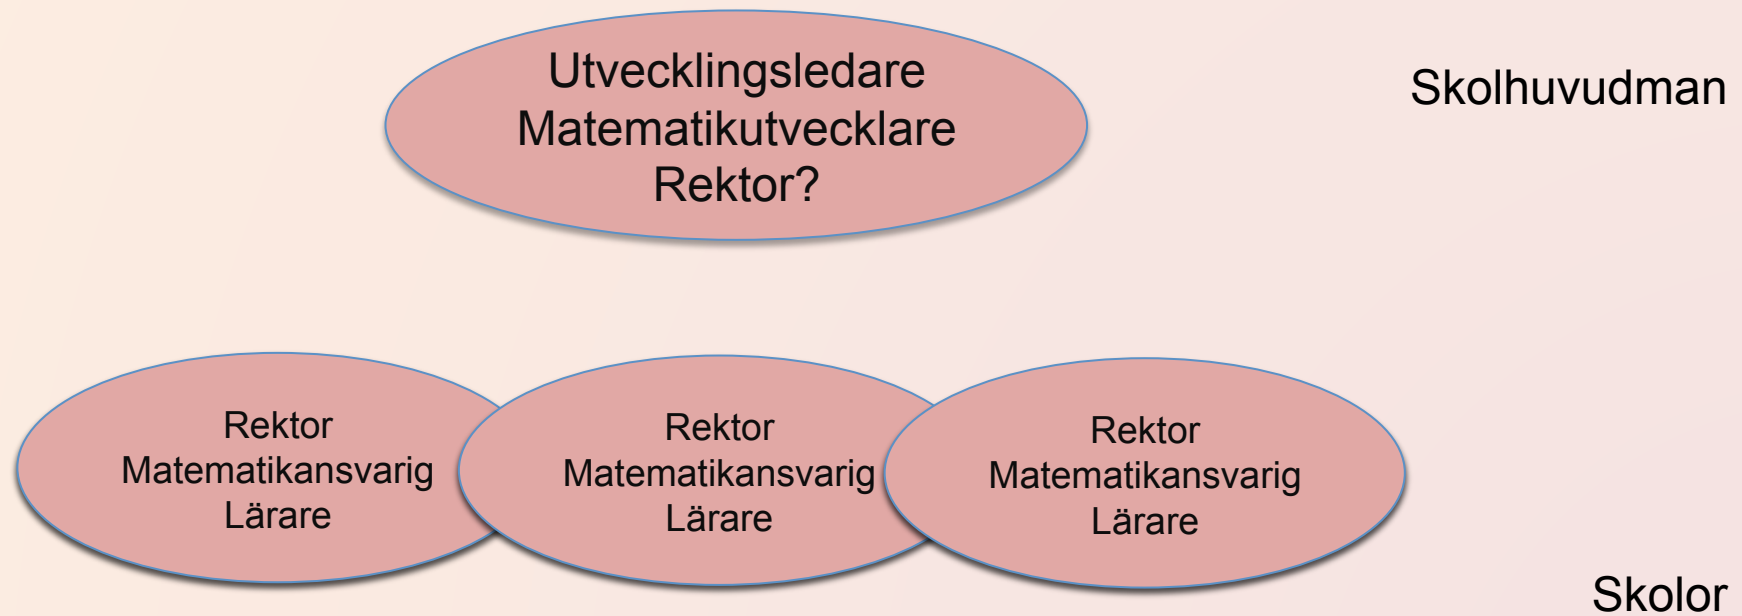 Utvecklingsledare
Matematikutvecklare
Rektor?
Skolhuvudman
Rektor
Matematikansvarig
Lärare
Rektor
Matematikansvarig
Lärare
Rektor
Matematikansvarig
Lärare
Skolor